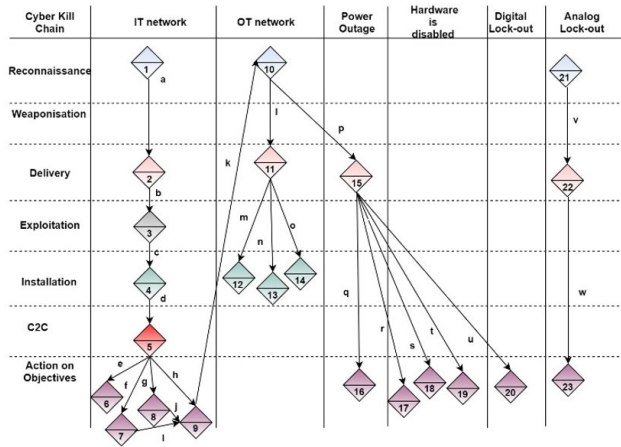 Cyber Kill
Chain
IT network
OT network
Power
Outage
Hardware
is
disabled
Digital
Lock-out
Analog
Lock-out
Reconnaissance
1
a
10
21
Weaponisation
l
p
v
k
Delivery
2
11
15
22
b
Exploitation
3
m
n
o
c
Installation
4
12
13
14
d
q
r
s
t
u
w
C2C
5
Action on
Objectives
e
f
g
h
j
i
6
7
8
9
16
17
18
19
20
23